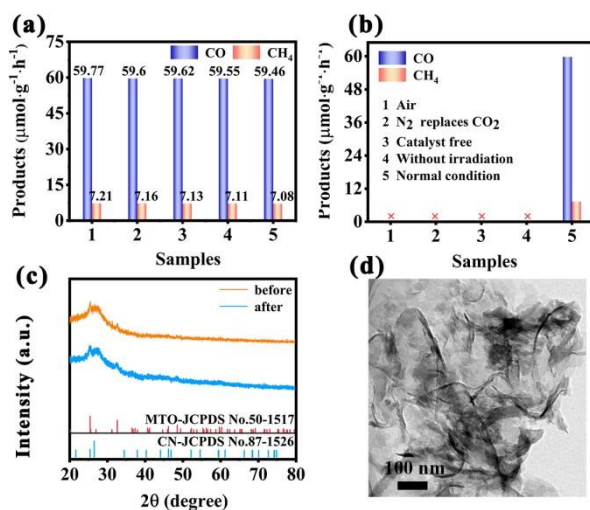 (a)
CO
CH₄
Products (μmol·g⁻¹·h⁻¹)
75
60
45
30
15
0
59.77
59.6
59.62
59.55
59.46
7.21
7.16
7.13
7.11
7.08
1 2 3 4 5
Samples
(b)
CO
CH₄
Products (μmol·g⁻¹·h⁻¹)
60
48
36
24
12
0
1 Air
2 N₂ replaces CO₂
3 Catalyst free
4 Without irradiation
5 Normal condition
× × × ×
1 2 3 4 5
Samples
(c)
before
after
Intensity (a.u.)
MTO-JCPDS No.50-1517
CN-JCPDS No.87-1526
20 30 40 50 60 70 80
2θ (degree)
(d)
100 nm